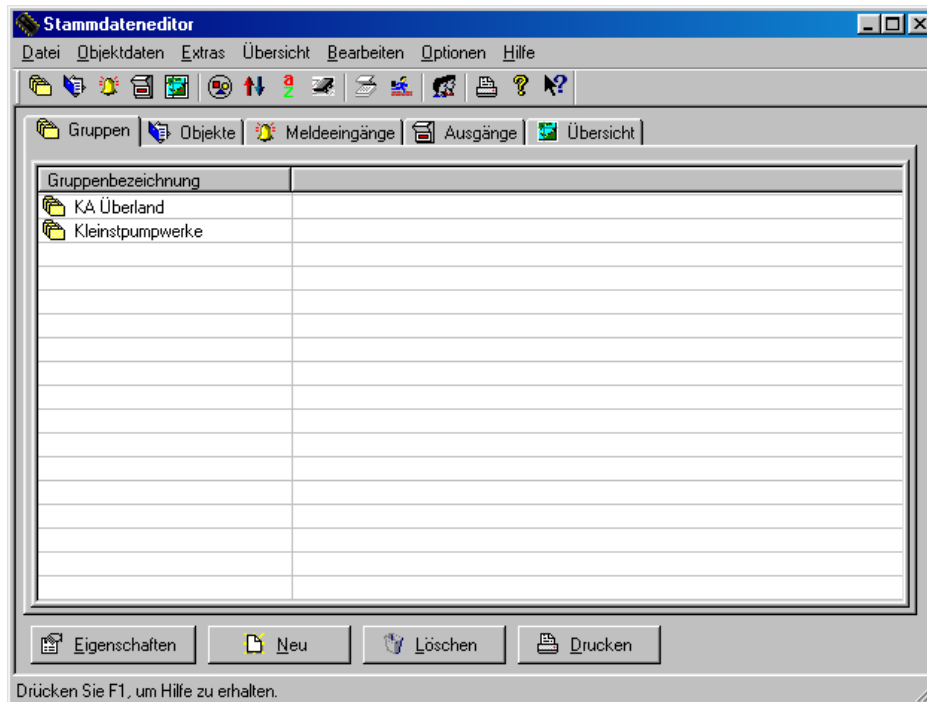 Stammdateneditor
Datei Objektdaten Extras Übersicht Bearbeiten Optionen Hilfe
Gruppen Objekte Meldeeingänge Ausgänge Übersicht
Gruppenbezeichnung
KA Überland
Kleinstpumpwerke
Eigenschaften Neu Löschen Drucken
Drücken Sie F1, um Hilfe zu erhalten.